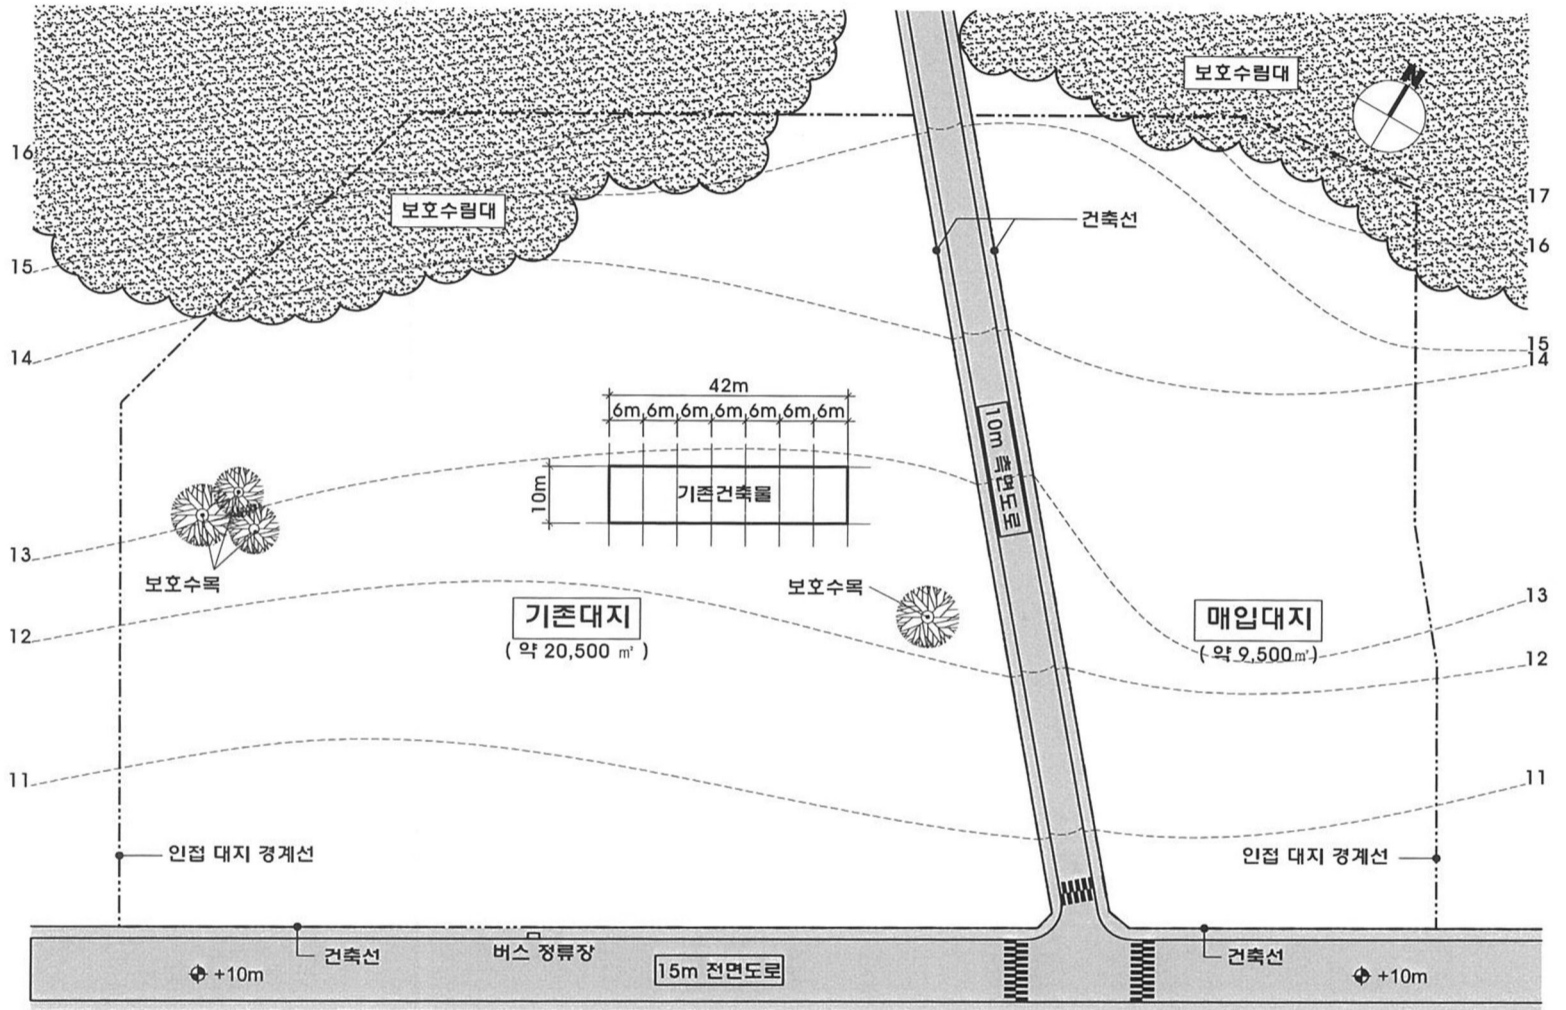 N
보호수림대
16
17
보호수림대
건축선
16
15
15
14
14
42m
6m 6m 6m 6m 6m 6m 6m
10m 측면도로
10m
기존건축물
13
보호수목
보호수목
13
기존대지
매입대지
12
( 약 20,500 ㎡ )
( 약 9,500㎡)
12
11
11
인접 대지 경계선
인접 대지 경계선
건축선
버스 정류장
건축선
+10m
15m 전면도로
+10m